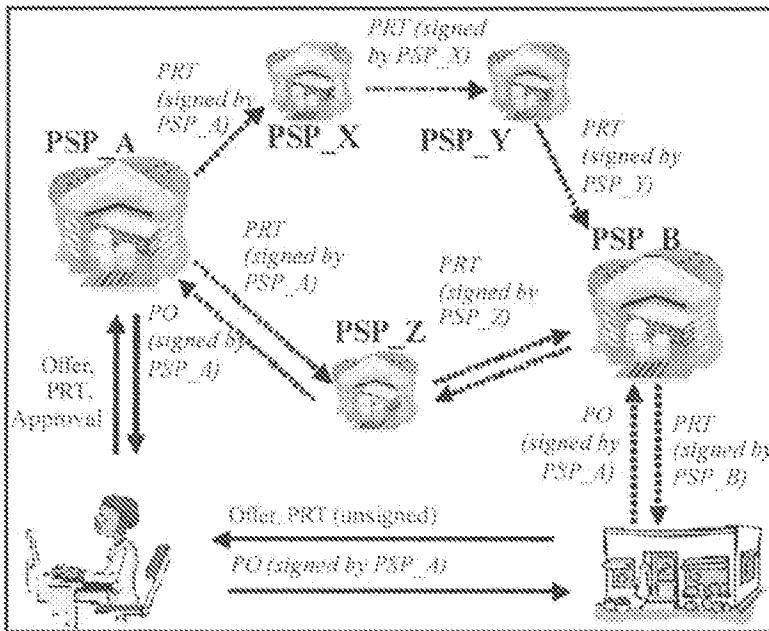 PRT (signed
by PSP_X)
PRT
(signed by
PSP_A)
PSP_X
PSP_Y
PRT
(signed by
PSP_Y)
PSP_A
PSP_B
PRT
(signed by
PSP_A)
PRT
(signed by
PSP_Z)
PSP_Z
PO
(signed by
PSP_A)
Offer,
PRT,
Approval
PO
(signed by
PSP_A)
PRT
(signed by
PSP_B)
Offer, PRT (unsigned)
PO (signed by PSP_A)